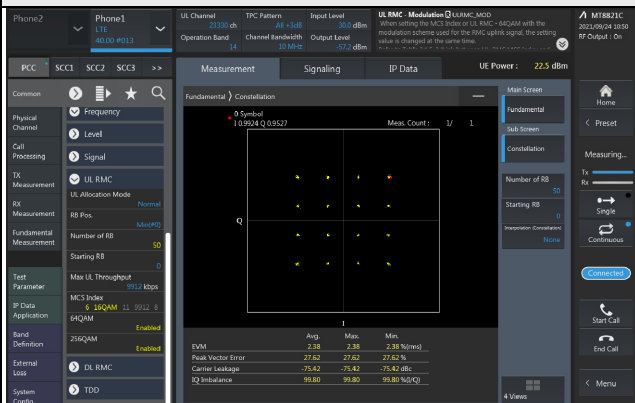 Phone2
Phone1
LTE
40.00 #013
UL Channel
21330 ch
TPC Pattern
All +3dB
Input Level
30.0 dBm
Operation Band
14
Channel Bandwidth
10 MHz
Output Level
-57.2 dBm
UL RMC - Modulation ULRMC_MOD
When setting the MCS Index or UL RMC - 64QAM with the
modulation scheme used for the RMC uplink signal, the setting
value is changed at the same time.
MT8821C
2021/09/24 10:50
RF Output : On
PCC
SCC1
SCC2
SCC3
>>
Measurement
Signaling
IP Data
UE Power : 22.5 dBm
Common
Physical
Channel
Call
Processing
TX
Measurement
RX
Measurement
Fundamental
Measurement
Test
Parameter
IP Data
Application
Band
Definition
External
Loss
System
Config
Frequency
Level
Signal
UL RMC
UL Allocation Mode
Normal
RB Pos.
Min(#0)
Number of RB
50
Starting RB
0
Max UL Throughput
9912 kbps
MCS Index
6 16QAM 11 9912 8
64QAM
Enabled
256QAM
Enabled
DL RMC
TDD
Fundamental ⟩ Constellation
0 Symbol
I 0.9924 Q 0.9527
Meas. Count : 1/ 1
Q
I
Avg. Max. Min.
EVM 2.38 2.38 2.38 %(rms)
Peak Vector Error 27.62 27.62 27.62 %
Carrier Leakage -75.42 -75.42 -75.42 dBc
IQ Imbalance 99.80 99.80 99.80 %(I/Q)
Main Screen
Fundamental
Sub Screen
Constellation
Number of RB
50
Starting RB
0
Interpolation (Constellation)
None
4 Views
Home
Preset
Measuring...
Tx
Rx
Single
Continuous
Connected
Start Call
End Call
Menu